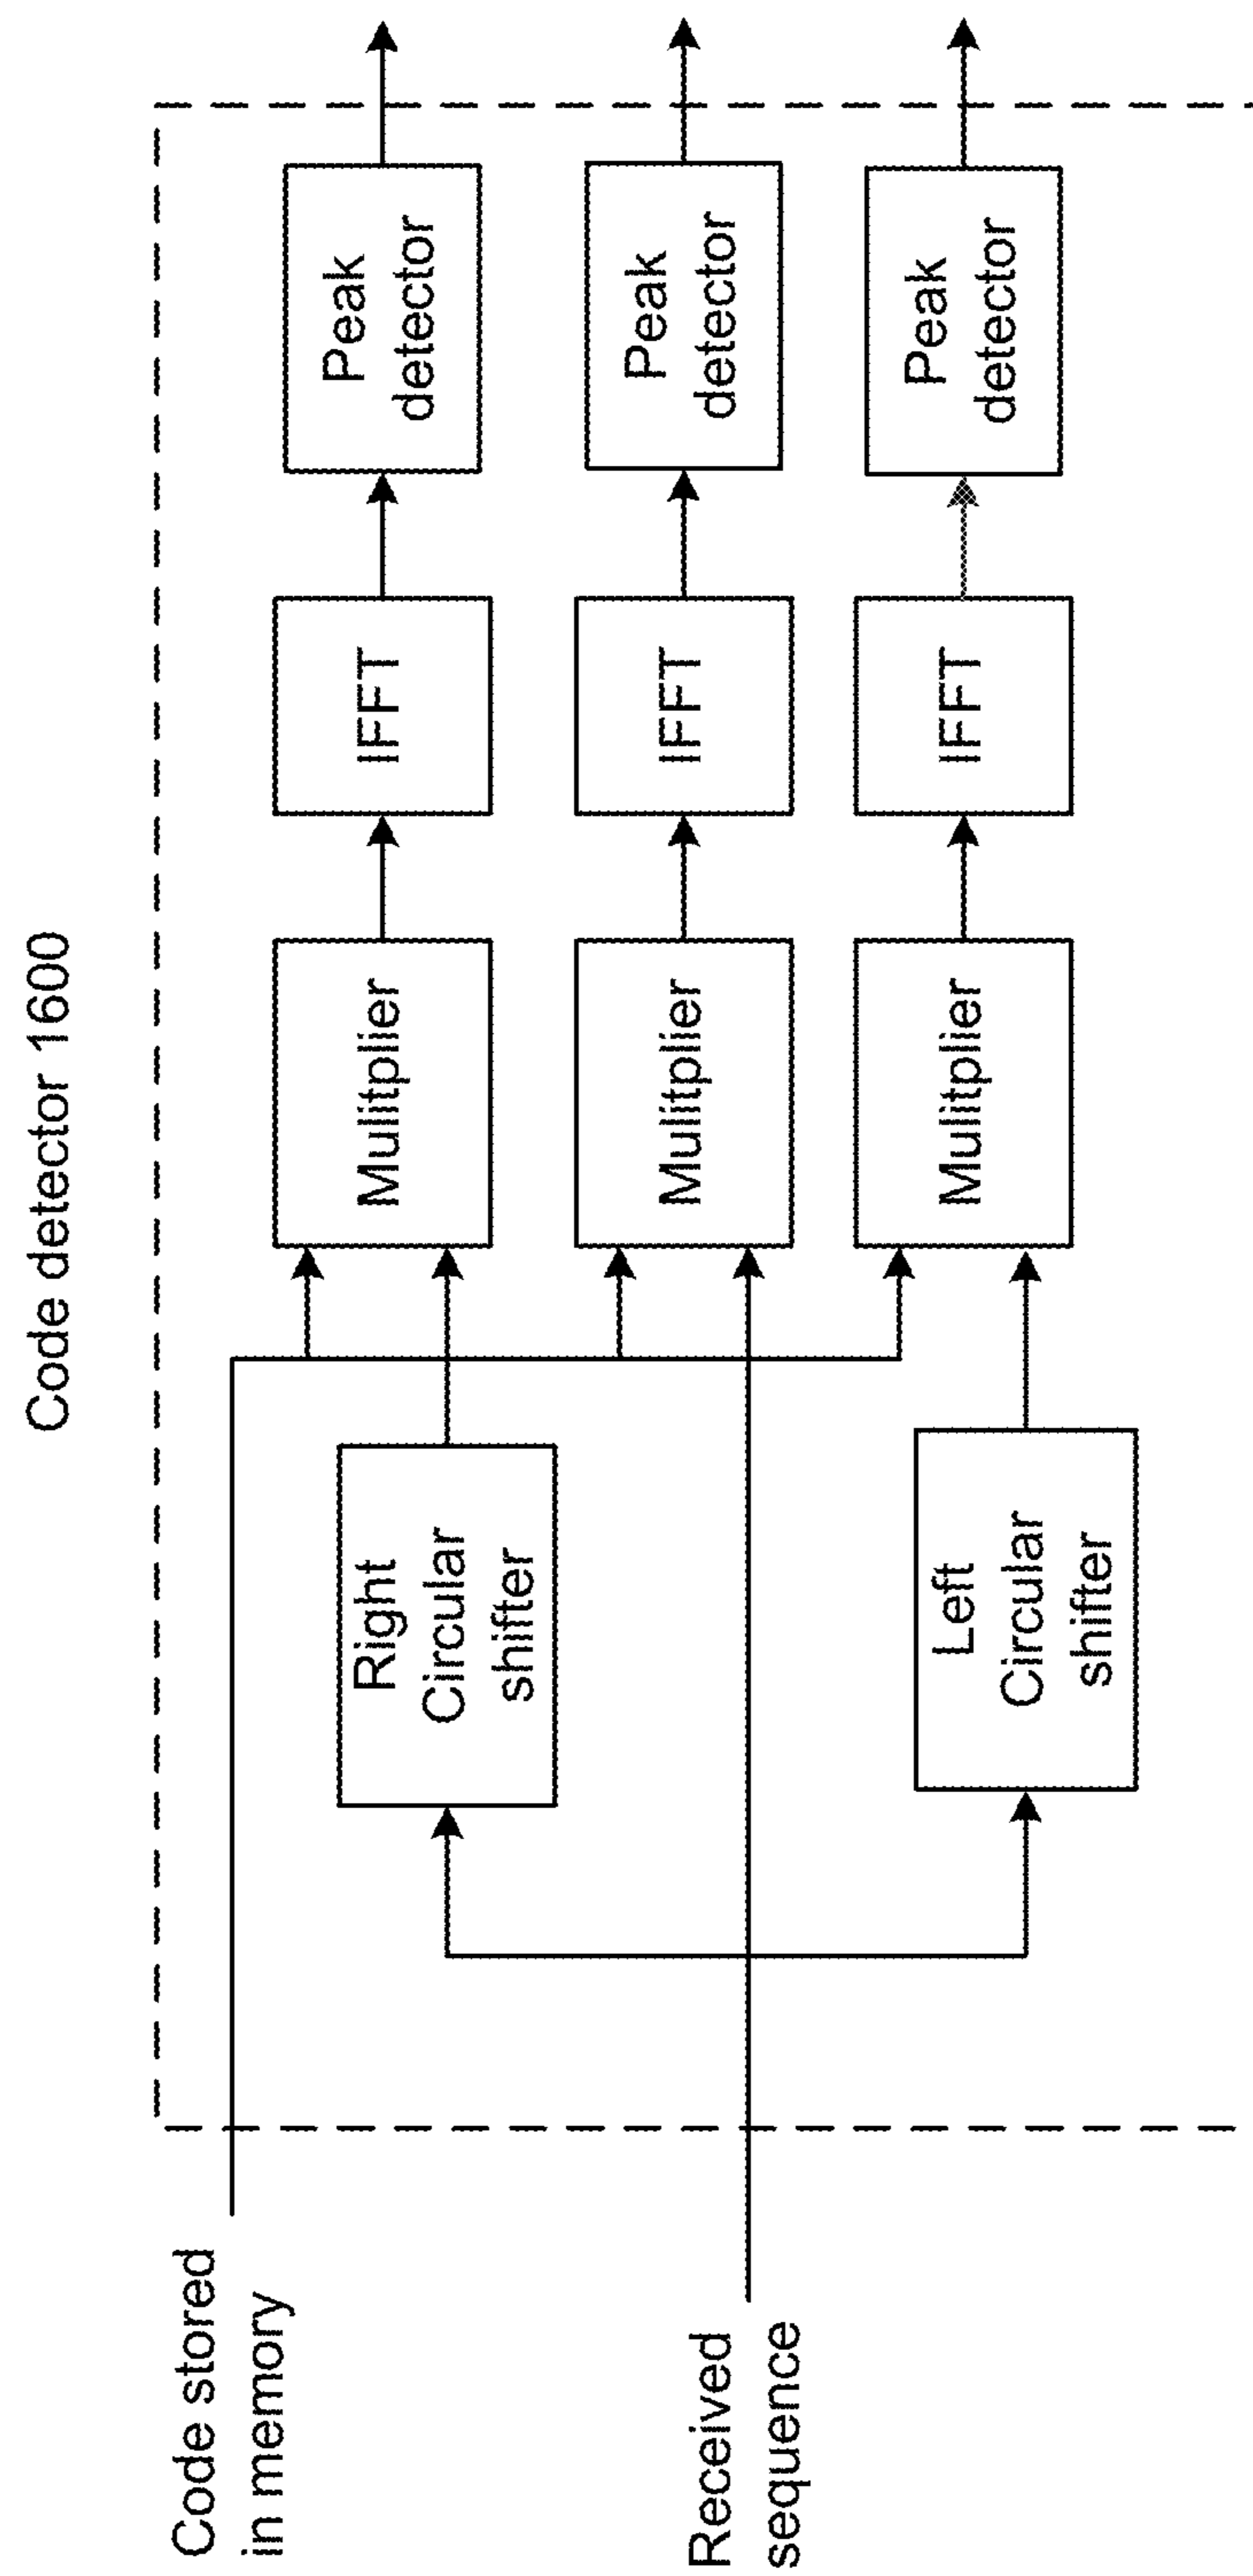 Code detector 1600
Code stored
in memory
Received
sequence
Right
Circular
shifter
Left
Circular
shifter
Mulitplier
IFFT
Peak
detector
Mulitplier
IFFT
Peak
detector
Mulitplier
IFFT
Peak
detector